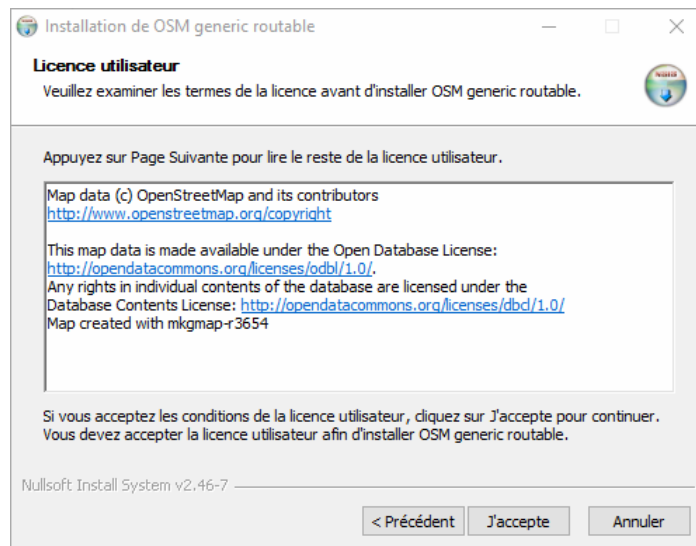 Installation de OSM generic routable
Licence utilisateur
Veuillez examiner les termes de la licence avant d'installer OSM generic routable.
Appuyez sur Page Suivante pour lire le reste de la licence utilisateur.
Map data (c) OpenStreetMap and its contributors
http://www.openstreetmap.org/copyright
This map data is made available under the Open Database License:
http://opendatacommons.org/licenses/odbl/1.0/.
Any rights in individual contents of the database are licensed under the
Database Contents License: http://opendatacommons.org/licenses/dbcl/1.0/
Map created with mkgmap-r3654
Si vous acceptez les conditions de la licence utilisateur, cliquez sur J'accepte pour continuer.
Vous devez accepter la licence utilisateur afin d'installer OSM generic routable.
Nullsoft Install System v2.46-7
< Précédent
J'accepte
Annuler